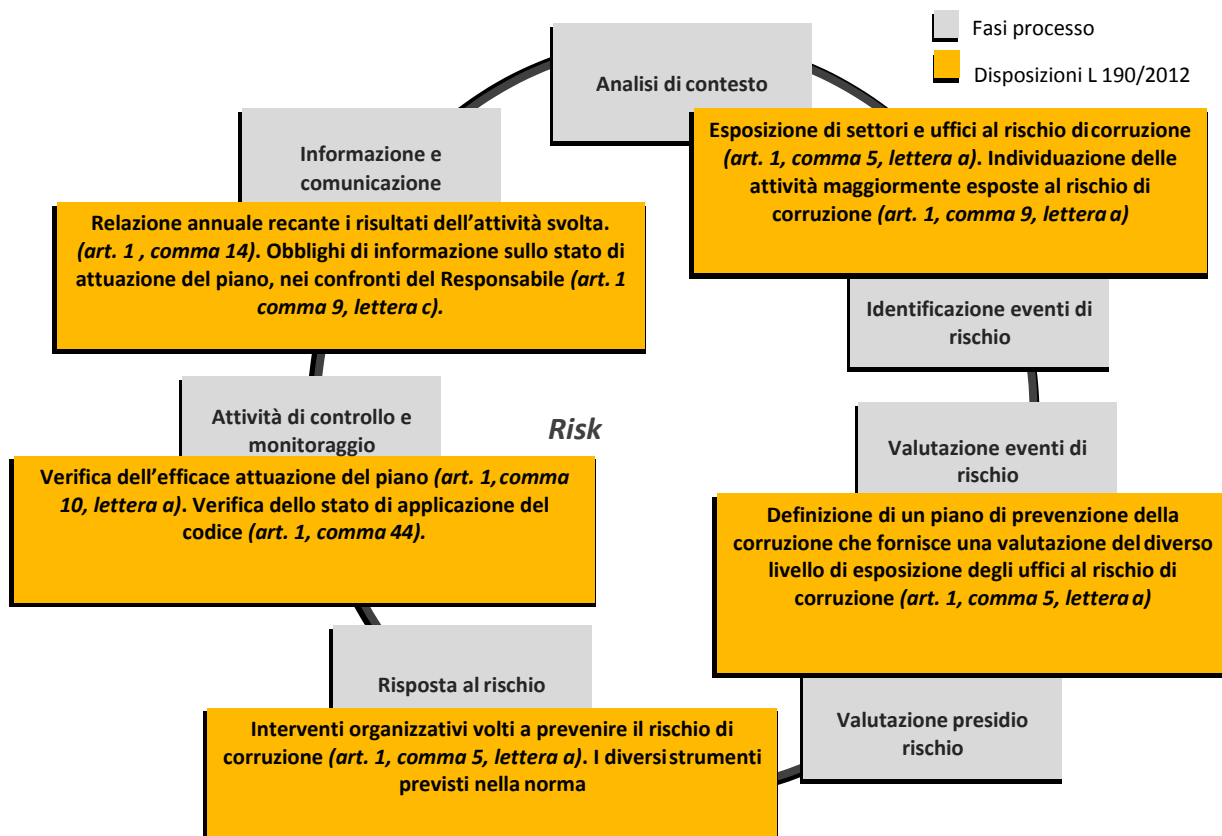 Fasi processo
Disposizioni L 190/2012
Analisi di contesto
Esposizione di settori e uffici al rischio di corruzione
(art. 1, comma 5, lettera a). Individuazione delle
attività maggiormente esposte al rischio di
corruzione (art. 1, comma 9, lettera a)
Identificazione eventi di
rischio
Valutazione eventi di
rischio
Definizione di un piano di prevenzione della
corruzione che fornisce una valutazione del diverso
livello di esposizione degli uffici al rischio di
corruzione (art. 1, comma 5, lettera a)
Valutazione presidio
rischio
Risposta al rischio
Interventi organizzativi volti a prevenire il rischio di
corruzione (art. 1, comma 5, lettera a). I diversi strumenti
previsti nella norma
Attività di controllo e
monitoraggio
Verifica dell’efficace attuazione del piano (art. 1, comma
10, lettera a). Verifica dello stato di applicazione del
codice (art. 1, comma 44).
Informazione e
comunicazione
Relazione annuale recante i risultati dell’attività svolta.
(art. 1 , comma 14). Obblighi di informazione sullo stato di
attuazione del piano, nei confronti del Responsabile (art. 1
comma 9, lettera c).
Risk